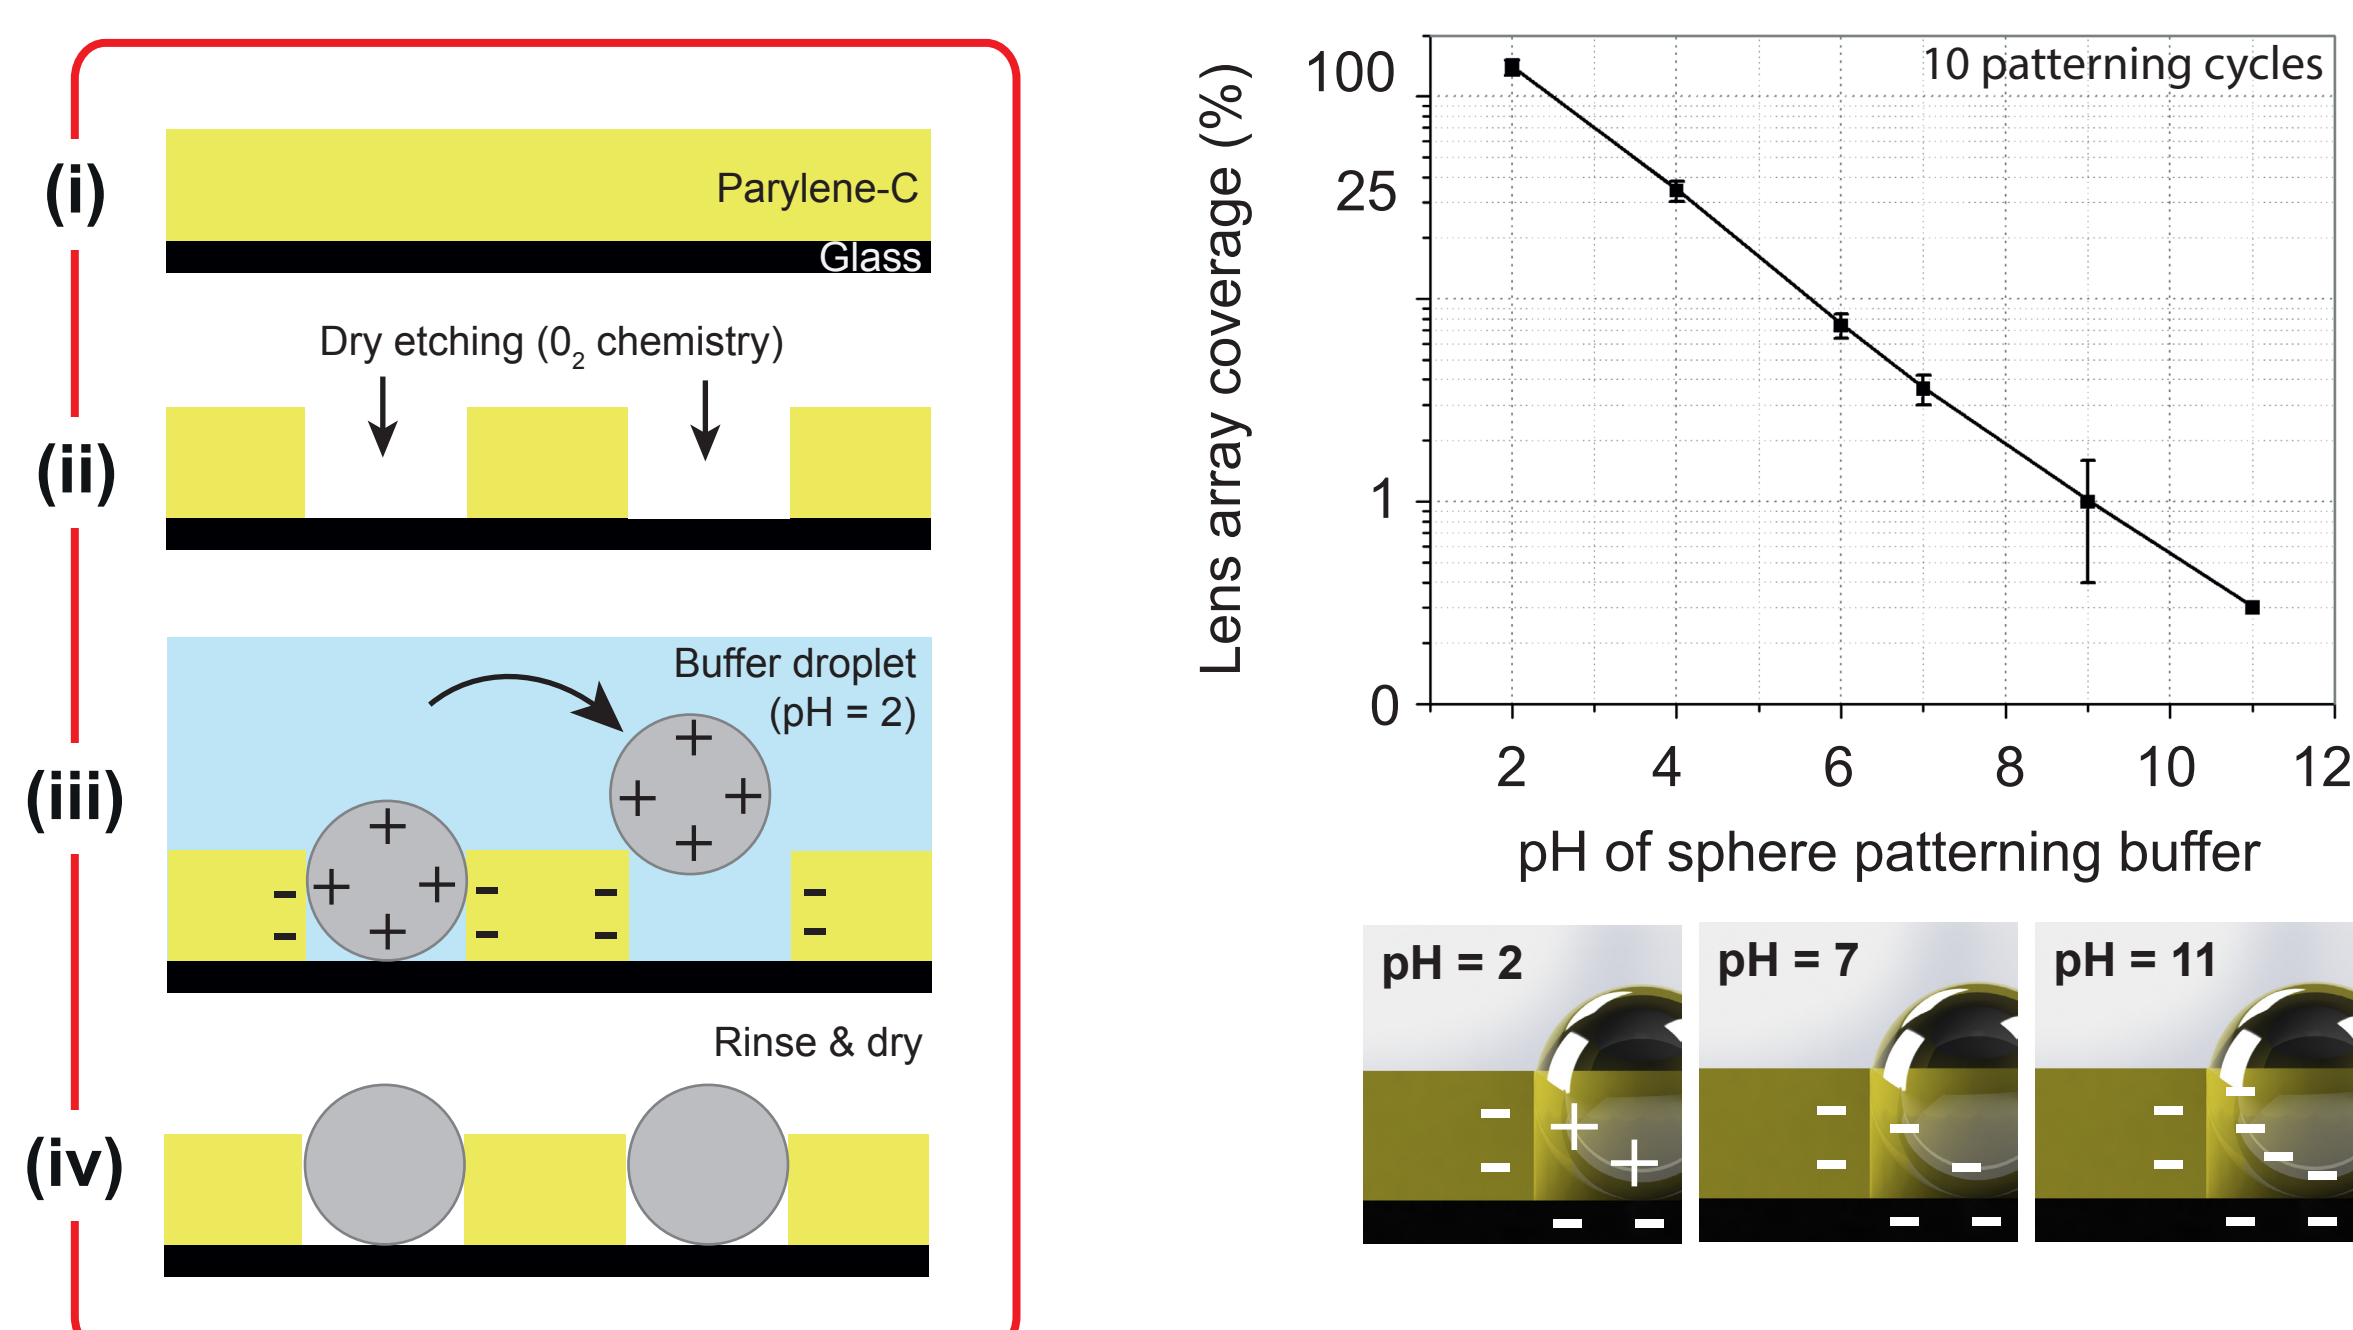 (i)
Parylene-C
Glass
Dry etching (0₂ chemistry)
(ii)
Buffer droplet
(pH = 2)
+
+ +
+
+
+ +
+
- - - -
- - - -
(iii)
Rinse & dry
(iv)
Lens array coverage (%)
10 patterning cycles
100
25
1
0
2 4 6 8 10 12
pH of sphere patterning buffer
pH = 2
- +
- +
- -
pH = 7
- -
- -
- -
pH = 11
-
- -
- -
-
- -